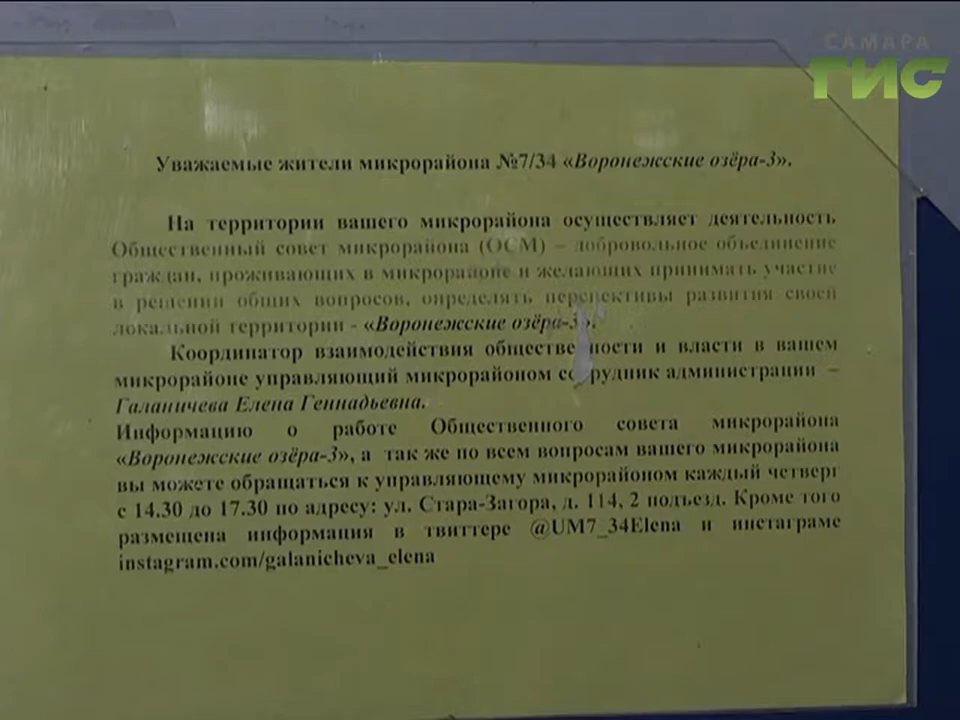 САМАРА
ГИС
Уважаемые жители микрорайона №7/34 «Воронежские озёра-3».
На территории вашего микрорайона осуществляет деятельность
Общественный совет микрорайона (ОСМ) – добровольное объединение
граждан, проживающих в микрорайоне и желающих принимать участие
в решении общих вопросов, определять перспективы развития своей
локальной территории - «Воронежские озёра-3».
Координатор взаимодействия общественности и власти в вашем
микрорайоне управляющий микрорайоном сотрудник администрации –
Галаничева Елена Геннадьевна.
Информацию о работе Общественного совета микрорайона
«Воронежские озёра-3», а так же по всем вопросам вашего микрорайона
вы можете обращаться к управляющему микрорайоном каждый четверг
с 14.30 до 17.30 по адресу: ул. Стара-Загора, д. 114, 2 подъезд. Кроме того
размещена информация в твиттере @UM7_34Elena и инстаграме
instagram.com/galanicheva_elena